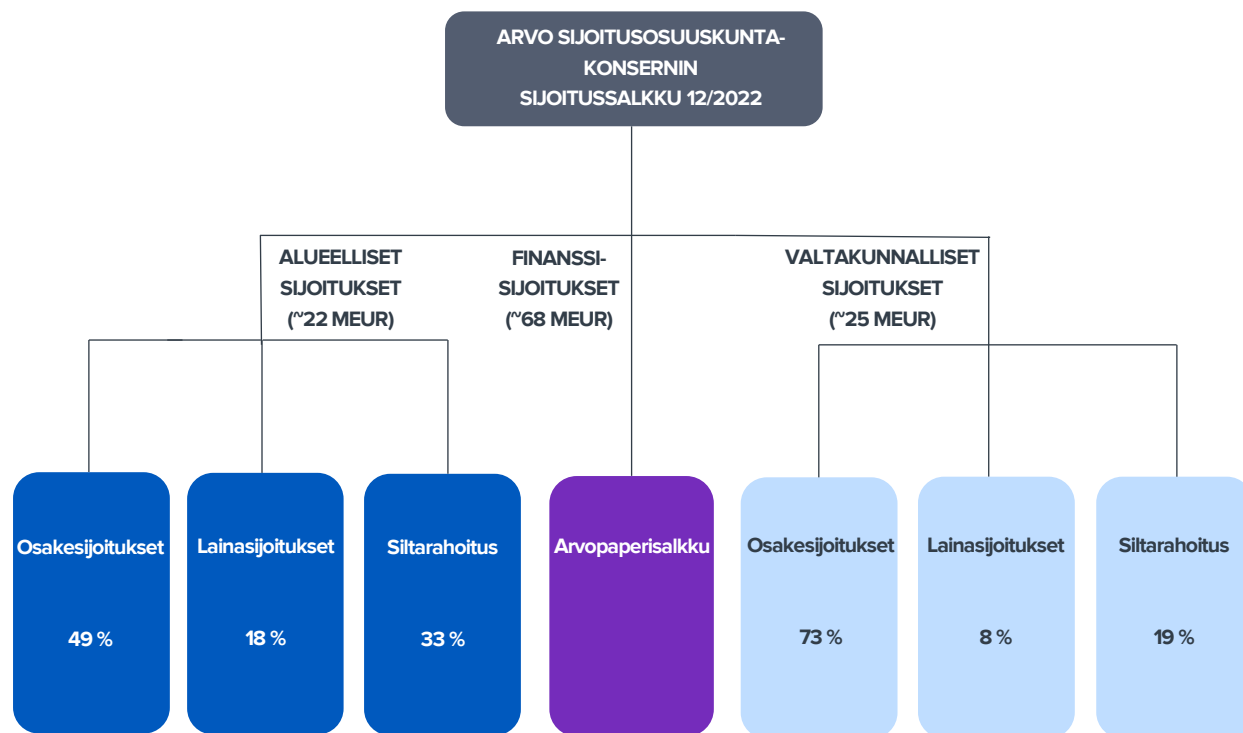 ARVO SIJOITUSOSUUSKUNTA-
KONSERNIN
SIJOITUSSALKKU 12/2022
ALUEELLISET
SIJOITUKSET
(~22 MEUR)
FINANSSI-
SIJOITUKSET
(~68 MEUR)
VALTAKUNNALLISET
SIJOITUKSET
(~25 MEUR)
Osakesijoitukset
49 %
Lainasijoitukset
18 %
Siltarahoitus
33 %
Arvopaperisalkku
Osakesijoitukset
73 %
Lainasijoitukset
8 %
Siltarahoitus
19 %